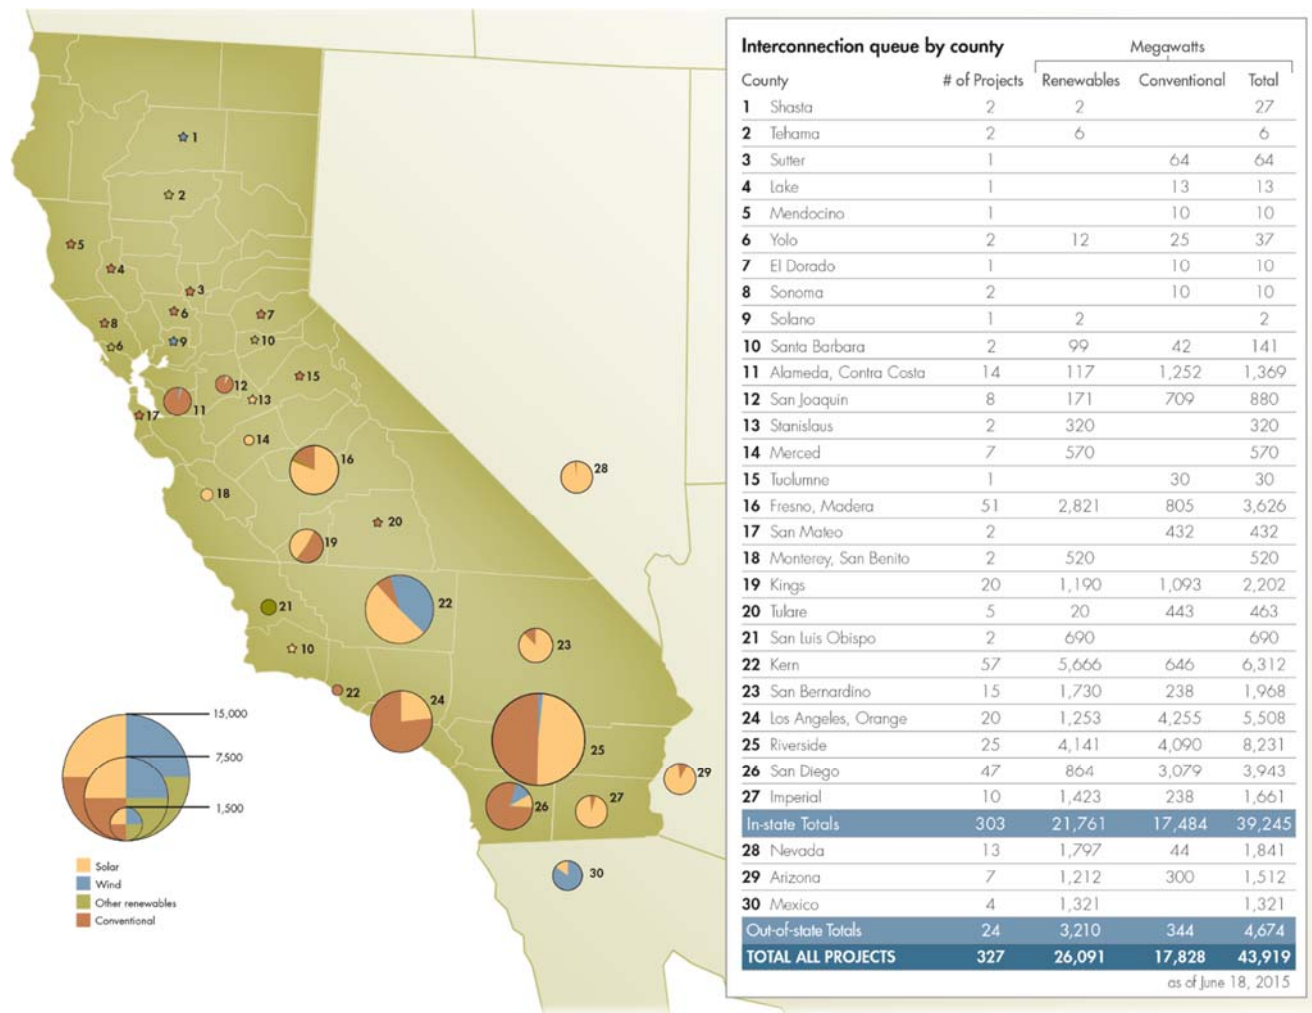 Interconnection queue by county
Megawatts
County # of Projects Renewables Conventional Total
1 Shasta 2 2 27
2 Tehama 2 6 6
3 Sutter 1 64 64
4 Lake 1 13 13
5 Mendocino 1 10 10
6 Yolo 2 12 25 37
7 El Dorado 1 10 10
8 Sonoma 2 10 10
9 Solano 1 2 2
10 Santa Barbara 2 99 42 141
11 Alameda, Contra Costa 14 117 1,252 1,369
12 San Joaquin 8 171 709 880
13 Stanislaus 2 320 320
14 Merced 7 570 570
15 Tuolumne 1 30 30
16 Fresno, Madera 51 2,821 805 3,626
17 San Mateo 2 432 432
18 Monterey, San Benito 2 520 520
19 Kings 20 1,190 1,093 2,202
20 Tulare 5 20 443 463
21 San Luis Obispo 2 690 690
22 Kern 57 5,666 646 6,312
23 San Bernardino 15 1,730 238 1,968
24 Los Angeles, Orange 20 1,253 4,255 5,508
25 Riverside 25 4,141 4,090 8,231
26 San Diego 47 864 3,079 3,943
27 Imperial 10 1,423 238 1,661
In-state Totals 303 21,761 17,484 39,245
28 Nevada 13 1,797 44 1,841
29 Arizona 7 1,212 300 1,512
30 Mexico 4 1,321 1,321
Out-of-state Totals 24 3,210 344 4,674
TOTAL ALL PROJECTS 327 26,091 17,828 43,919
as of June 18, 2015
1
2
5
4
3
6
7
8
6
9
10
15
12
13
11
17
14
16
28
18
20
19
21
22
23
10
22
24
25
29
26
27
30
15,000
7,500
1,500
Solar
Wind
Other renewables
Conventional